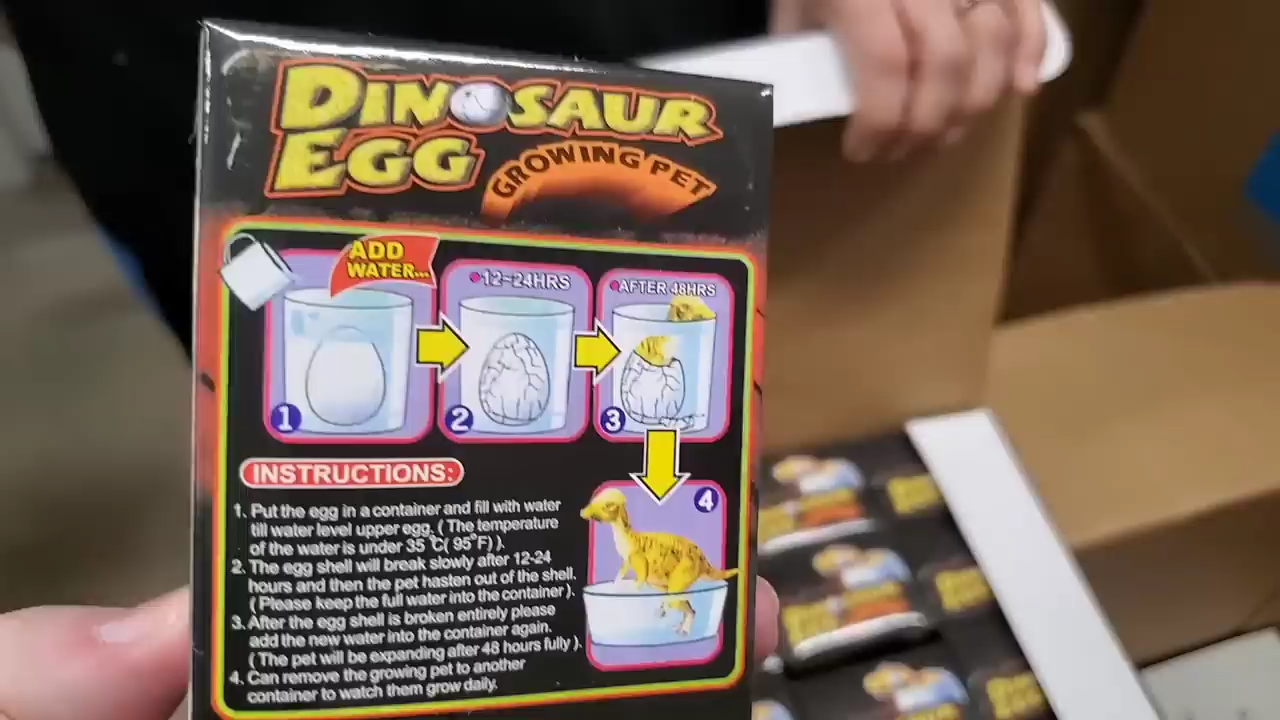 DINOSAUR
EGG
GROWING PET
ADD
WATER...
12~24HRS
AFTER 48HRS
1
2
3
4
INSTRUCTIONS:
1. Put the egg in a container and fill with water
till water level upper egg. ( The temperature
of the water is under 35℃( 95°F) ).
2. The egg shell will break slowly after 12-24
hours and then the pet hasten out of the shell.
( Please keep the full water into the container ).
3. After the egg shell is broken entirely please
add the new water into the container again.
( The pet will be expanding after 48 hours fully ).
4. Can remove the growing pet to another
container to watch them grow daily.